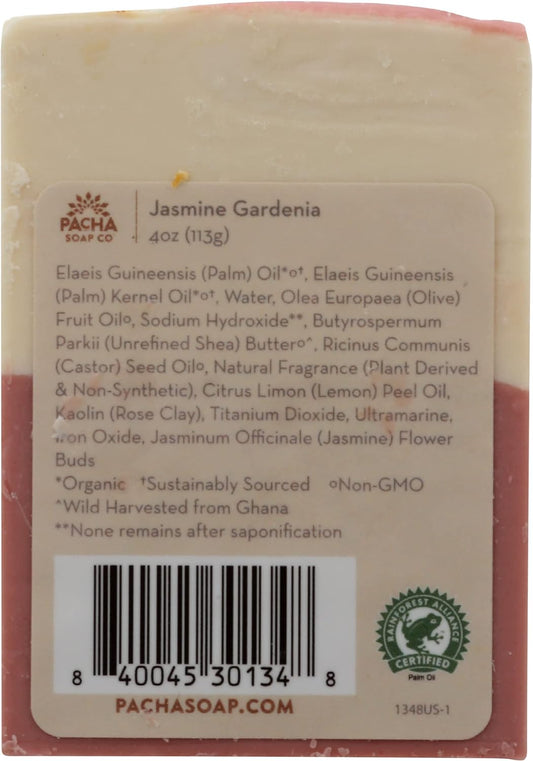 PACHA
SOAP CO
Jasmine Gardenia
4oz (113g)
Elaeis Guineensis (Palm) Oil*°†, Elaeis Guineensis
(Palm) Kernel Oil*°†, Water, Olea Europaea (Olive)
Fruit Oil°, Sodium Hydroxide**, Butyrospermum
Parkii (Unrefined Shea) Butter°^, Ricinus Communis
(Castor) Seed Oil°, Natural Fragrance (Plant Derived
& Non-Synthetic), Citrus Limon (Lemon) Peel Oil,
Kaolin (Rose Clay), Titanium Dioxide, Ultramarine,
Iron Oxide, Jasminum Officinale (Jasmine) Flower
Buds
*Organic †Sustainably Sourced °Non-GMO
^Wild Harvested from Ghana
**None remains after saponification
8 40045 30134 8
PACHASOAP.COM
RAINFOREST ALLIANCE
CERTIFIED
Palm Oil
1348US-1